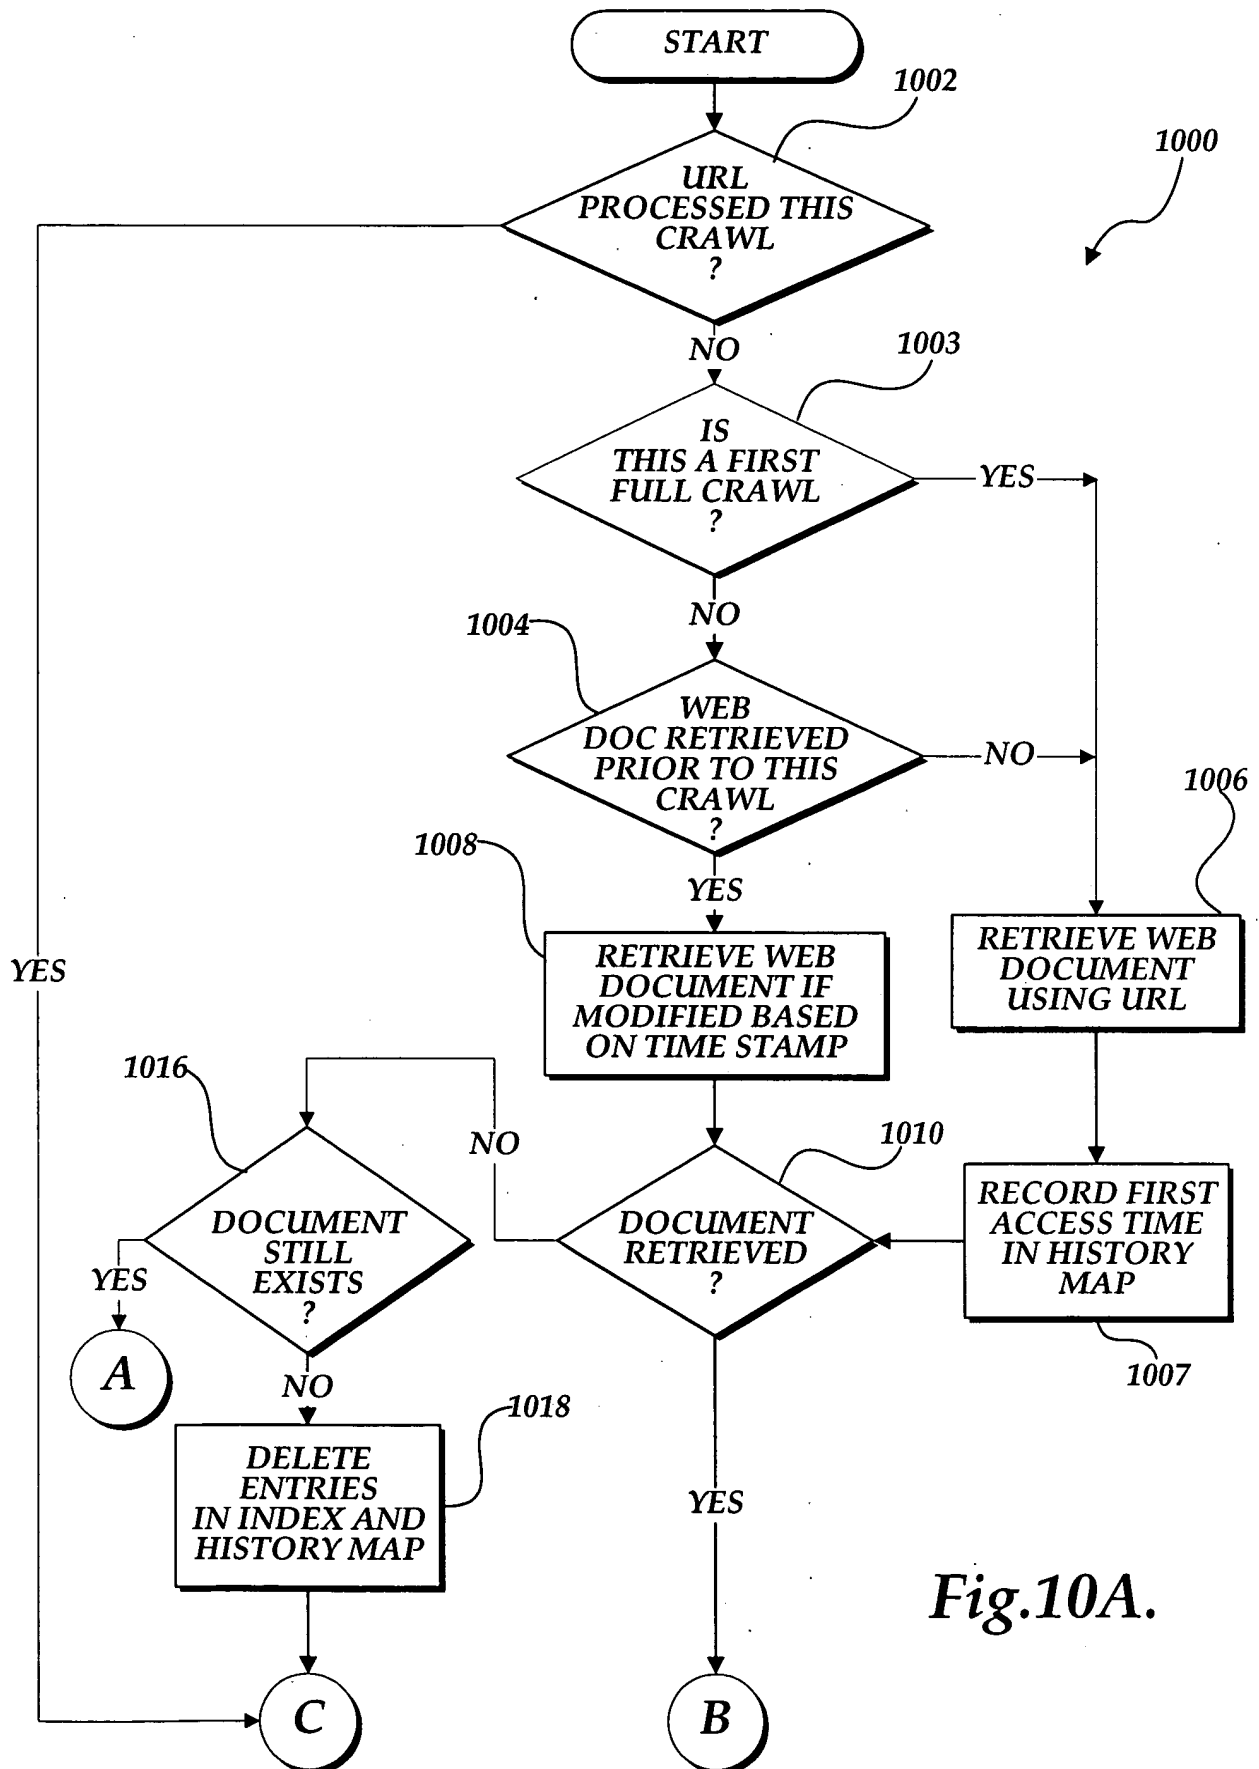 START
1002
1000
URL
PROCESSED THIS
CRAWL
?
NO
1003
IS
THIS A FIRST
FULL CRAWL
?
YES
NO
1004
WEB
DOC RETRIEVED
PRIOR TO THIS
CRAWL
?
NO
1006
1008
YES
RETRIEVE WEB
DOCUMENT IF
MODIFIED BASED
ON TIME STAMP
RETRIEVE WEB
DOCUMENT
USING URL
YES
1016
NO
1010
DOCUMENT
STILL
EXISTS
?
DOCUMENT
RETRIEVED
?
RECORD FIRST
ACCESS TIME
IN HISTORY
MAP
YES
A
1007
NO
1018
DELETE
ENTRIES
IN INDEX AND
HISTORY MAP
YES
Fig.10A.
C
B